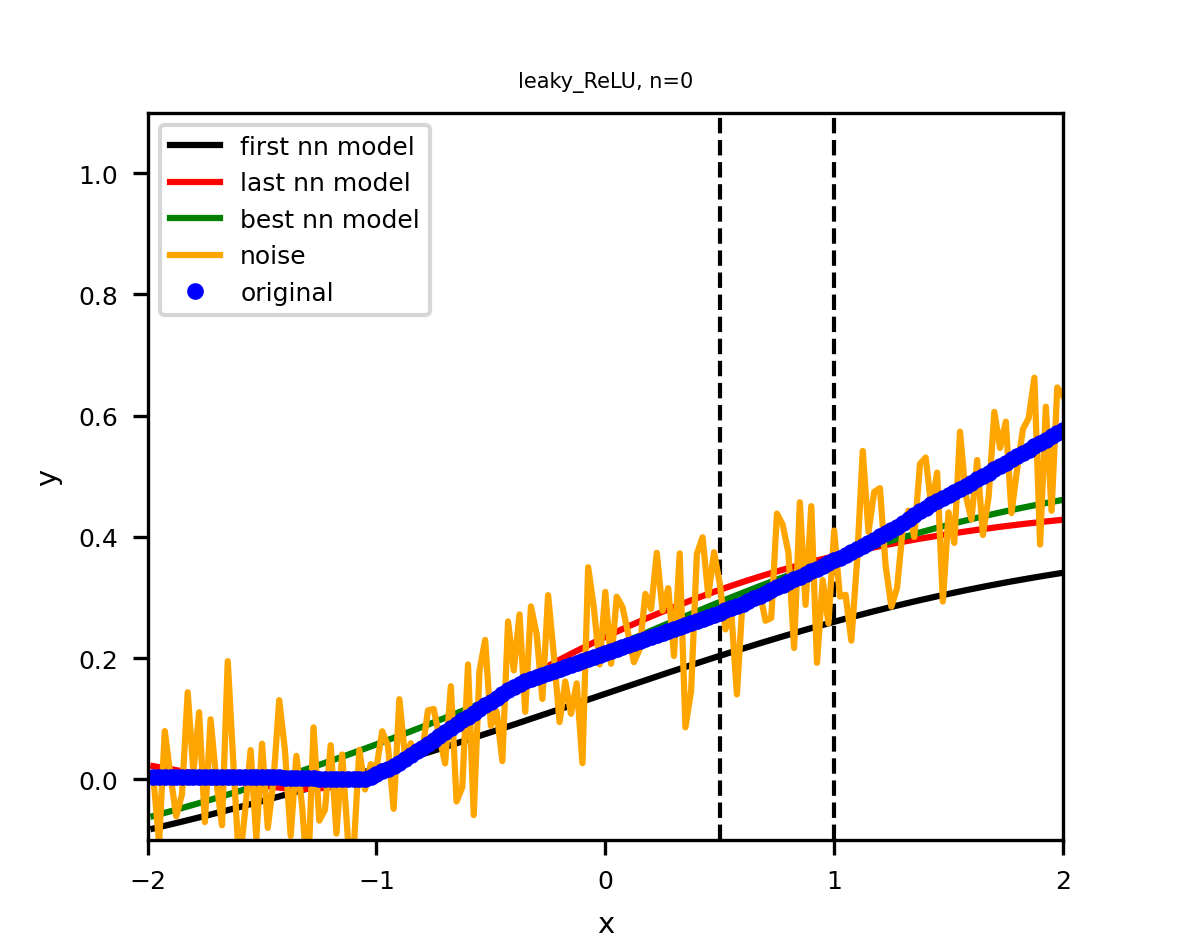 leaky_ReLU, n=0
first nn model
last nn model
best nn model
noise
original
1.0
0.8
0.6
0.4
0.2
0.0
y
−2
−1
0
1
2
x